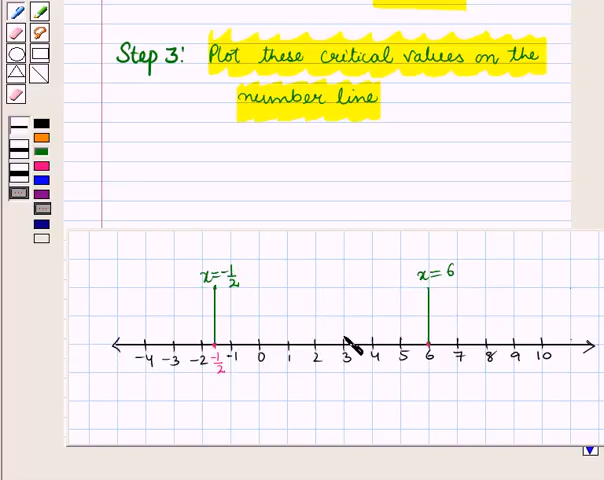 Step 3: Plot these critical values on the
number line
x=-1/2
x=6
-4 -3 -2 -1/2 -1 0 1 2 3 4 5 6 7 8 9 10